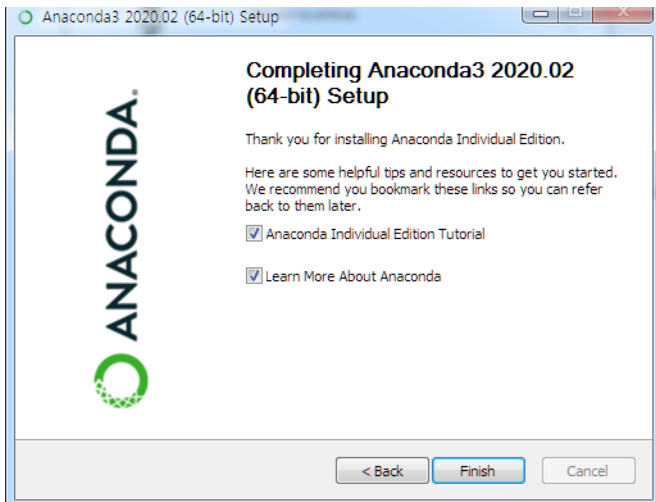 Anaconda3 2020.02 (64-bit) Setup
Completing Anaconda3 2020.02
(64-bit) Setup
Thank you for installing Anaconda Individual Edition.
Here are some helpful tips and resources to get you started.
We recommend you bookmark these links so you can refer
back to them later.
Anaconda Individual Edition Tutorial
Learn More About Anaconda
ANACONDA.
< Back
Finish
Cancel